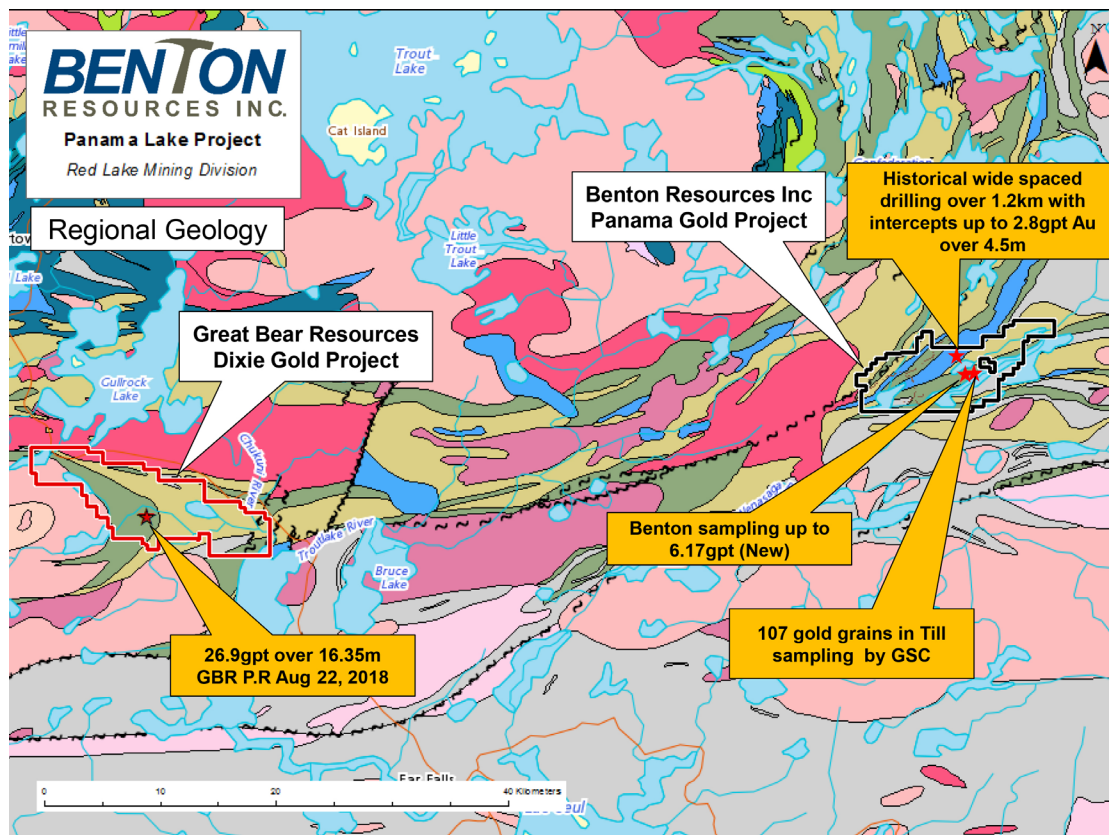 BENTON
RESOURCES INC.
Panama Lake Project
Red Lake Mining Division
Regional Geology
Trout
Lake
Cat Island
Little
Trout
Lake
Benton Resources Inc
Panama Gold Project
Historical wide spaced
drilling over 1.2km with
intercepts up to 2.8gpt Au
over 4.5m
Great Bear Resources
Dixie Gold Project
Gullrock
Lake
Chukuni River
Troutlake River
Bruce
Lake
Benton sampling up to
6.17gpt (New)
107 gold grains in Till
sampling by GSC
26.9gpt over 16.35m
GBR P.R Aug 22, 2018
0 10 20 40 Kilometers